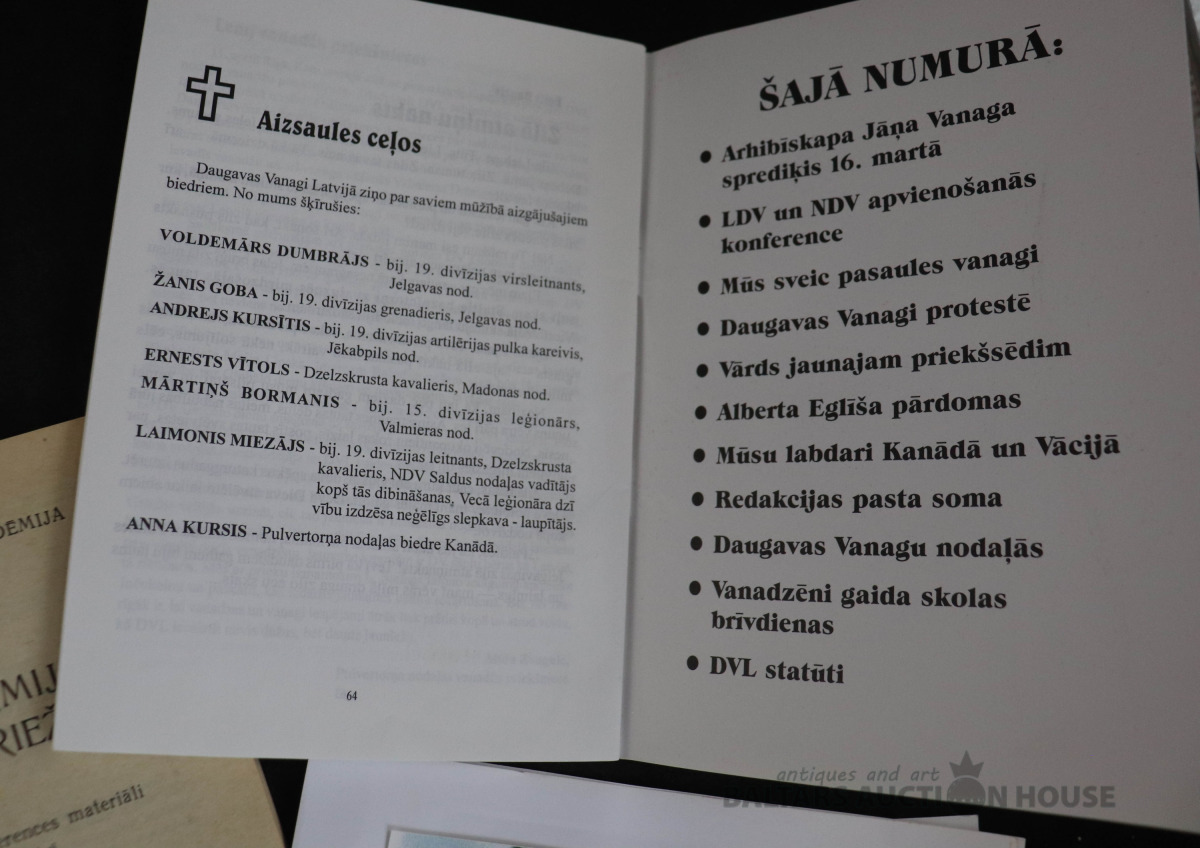 Aizsaules ceļos
Daugavas Vanagi Latvijā ziņo par saviem mūžībā aizgājušajiem
biedriem. No mums šķīrušies:
VOLDEMĀRS DUMBRĀJS - bij. 19. divīzijas virsleitnants,
Jelgavas nod.
ŽANIS GOBA - bij. 19. divīzijas grenadieris, Jelgavas nod.
ANDREJS KURSĪTIS - bij. 19. divīzijas artilērijas pulka kareivis,
Jēkabpils nod.
ERNESTS VĪTOLS - Dzelzskrusta kavalieris, Madonas nod.
MĀRTIŅŠ BORMANIS - bij. 15. divīzijas leģionārs,
Valmieras nod.
LAIMONIS MIEZĀJS - bij. 19. divīzijas leitnants, Dzelzskrusta
kavalieris, NDV Saldus nodaļas vadītājs
kopš tās dibināšanas, Vecā leģionāra dzī
vību izdzēsa neģēlīgs slepkava - laupītājs.
ANNA KURSIS - Pulvertorņa nodaļas biedre Kanādā.
64
ŠAJĀ NUMURĀ:
● Arhibīskapa Jāņa Vanaga
sprediķis 16. martā
● LDV un NDV apvienošanās
konference
● Mūs sveic pasaules vanagi
● Daugavas Vanagi protestē
● Vārds jaunajam priekšsēdim
● Alberta Eglīša pārdomas
● Mūsu labdari Kanādā un Vācijā
● Redakcijas pasta soma
● Daugavas Vanagu nodaļās
● Vanadzēni gaida skolas
brīvdienas
● DVL statūti
materiāli
antiques and art
BALTARS AUCTION HOUSE